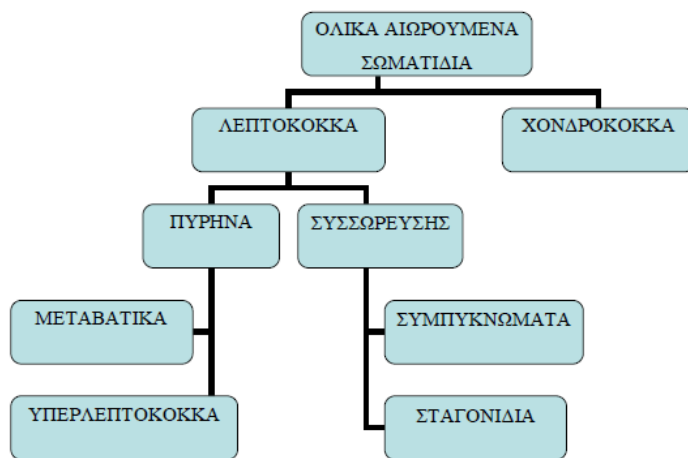 ΟΛΙΚΑ ΑΙΩΡΟΥΜΕΝΑ
ΣΩΜΑΤΙΔΙΑ
ΛΕΠΤΟΚΟΚΚΑ
ΧΟΝΔΡΟΚΟΚΚΑ
ΠΥΡΗΝΑ
ΣΥΣΣΩΡΕΥΣΗΣ
ΜΕΤΑΒΑΤΙΚΑ
ΣΥΜΠΥΚΝΩΜΑΤΑ
ΥΠΕΡΛΕΠΤΟΚΟΚΚΑ
ΣΤΑΓΟΝΙΔΙΑ